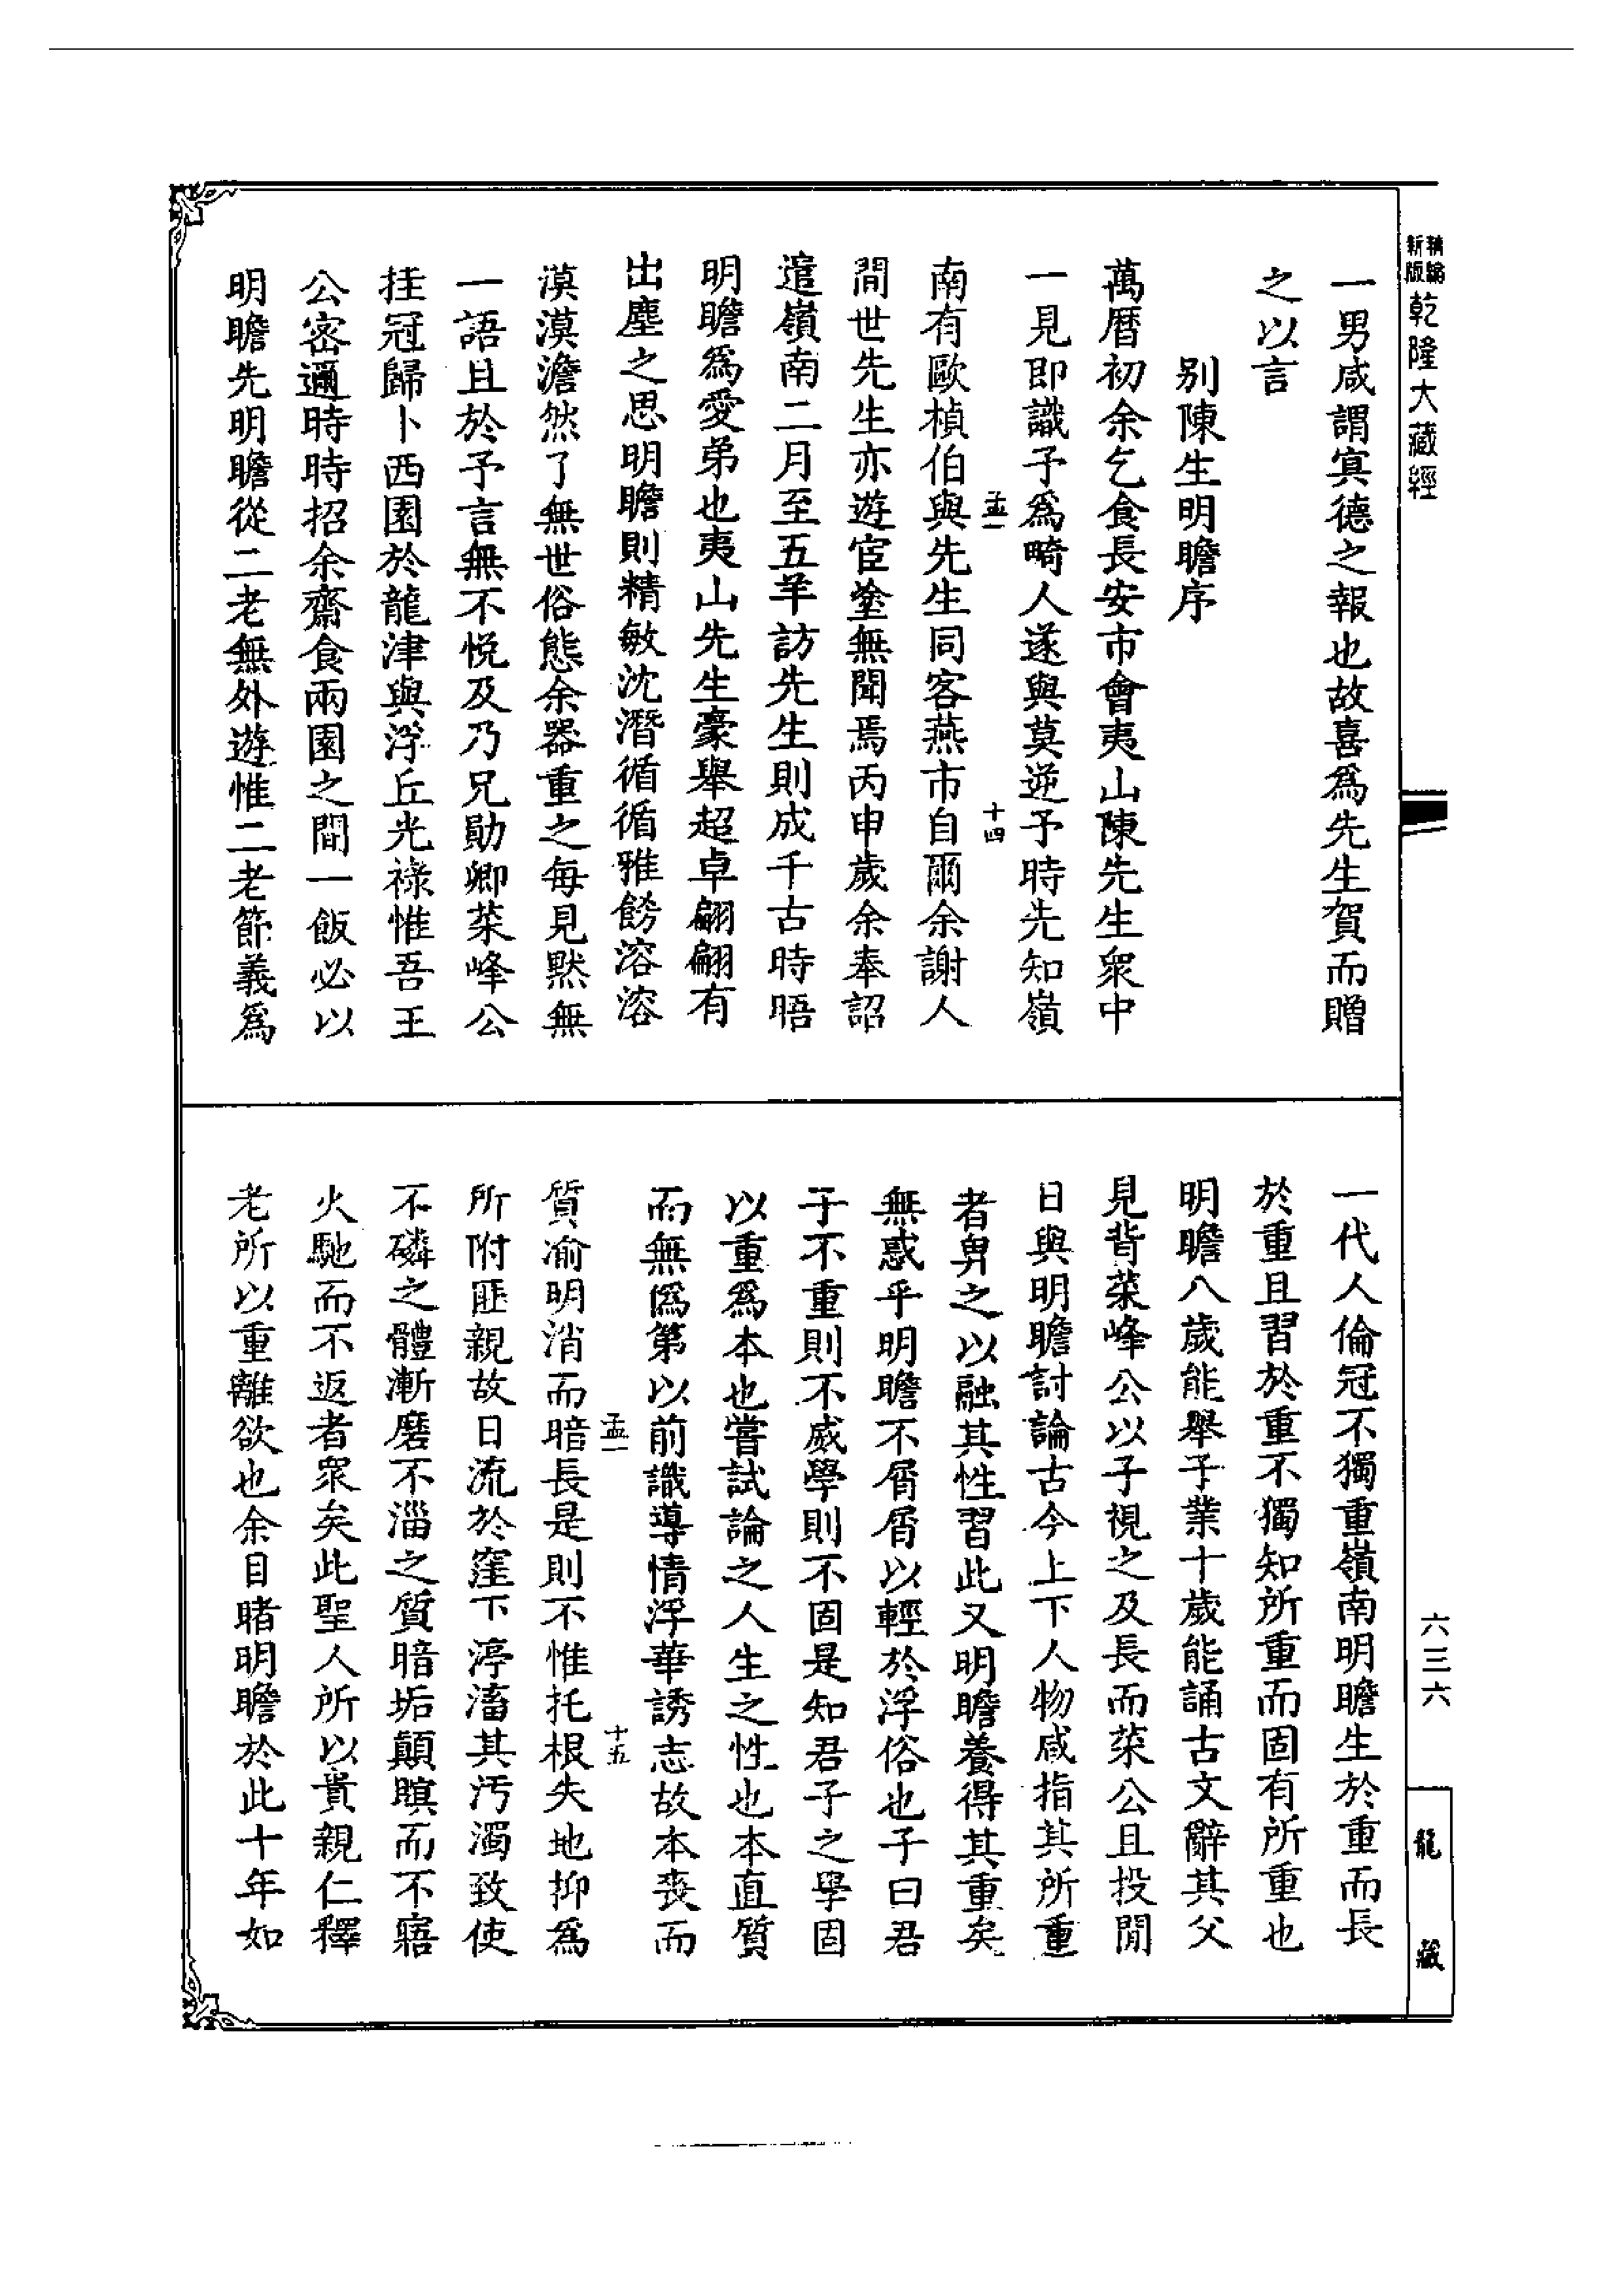 新版精縮乾隆大藏經
一男咸謂寘德之報也故喜爲先生賀而贈
之以言
别陳生明瞻序
萬曆初余乞食長安市會夷山陳先生衆中
一見即識予爲畸人遂與莫逆予時先知嶺
孟一
十四
南有歐楨伯與先生同客燕市自爾余謝人
間世先生亦遊宦塗無聞焉丙申歲余奉詔
遣嶺南二月至五羊訪先生則成千古時晤
明瞻爲愛弟也夷山先生豪舉超卓翩翩有
出塵之思明瞻則精敏沈潛循循雅飭溶溶
漠漠澹然了無世俗態余器重之每見黙無
一語且於予言無不悦及乃兄勛卿菜峰公
挂冠歸卜西園於龍津與浮丘光祿惟吾王
公密邇時時招余齋食兩園之間一飯必以
明瞻先明瞻從二老無外遊惟二老節義爲
一代人倫冠不獨重嶺南明瞻生於重而長
於重且習於重不獨知所重而固有所重也
明瞻八歲能舉子業十歲能誦古文辭其父
見背菜峰公以子視之及長而菜公且投閒
日與明瞻討論古今上下人物咸指其所重
者畀之以融其性習此又明瞻養得其重矣
無惑乎明瞻不屑屑以輕於浮俗也子曰君
子不重則不威學則不固是知君子之學固
以重爲本也嘗試論之人生之性也本直質
而無僞第以前識導情浮華誘志故本喪而
孟一
十五
質渝明消而暗長是則不惟托根失地抑爲
所附匪親故日流於窪下渟滀其汚濁致使
不磷之體漸磨不淄之質暗垢顛瞑而不寤
火馳而不返者衆矣此聖人所以貴親仁釋
老所以重離欲也余目睹明瞻於此十年如
六三六
龍藏